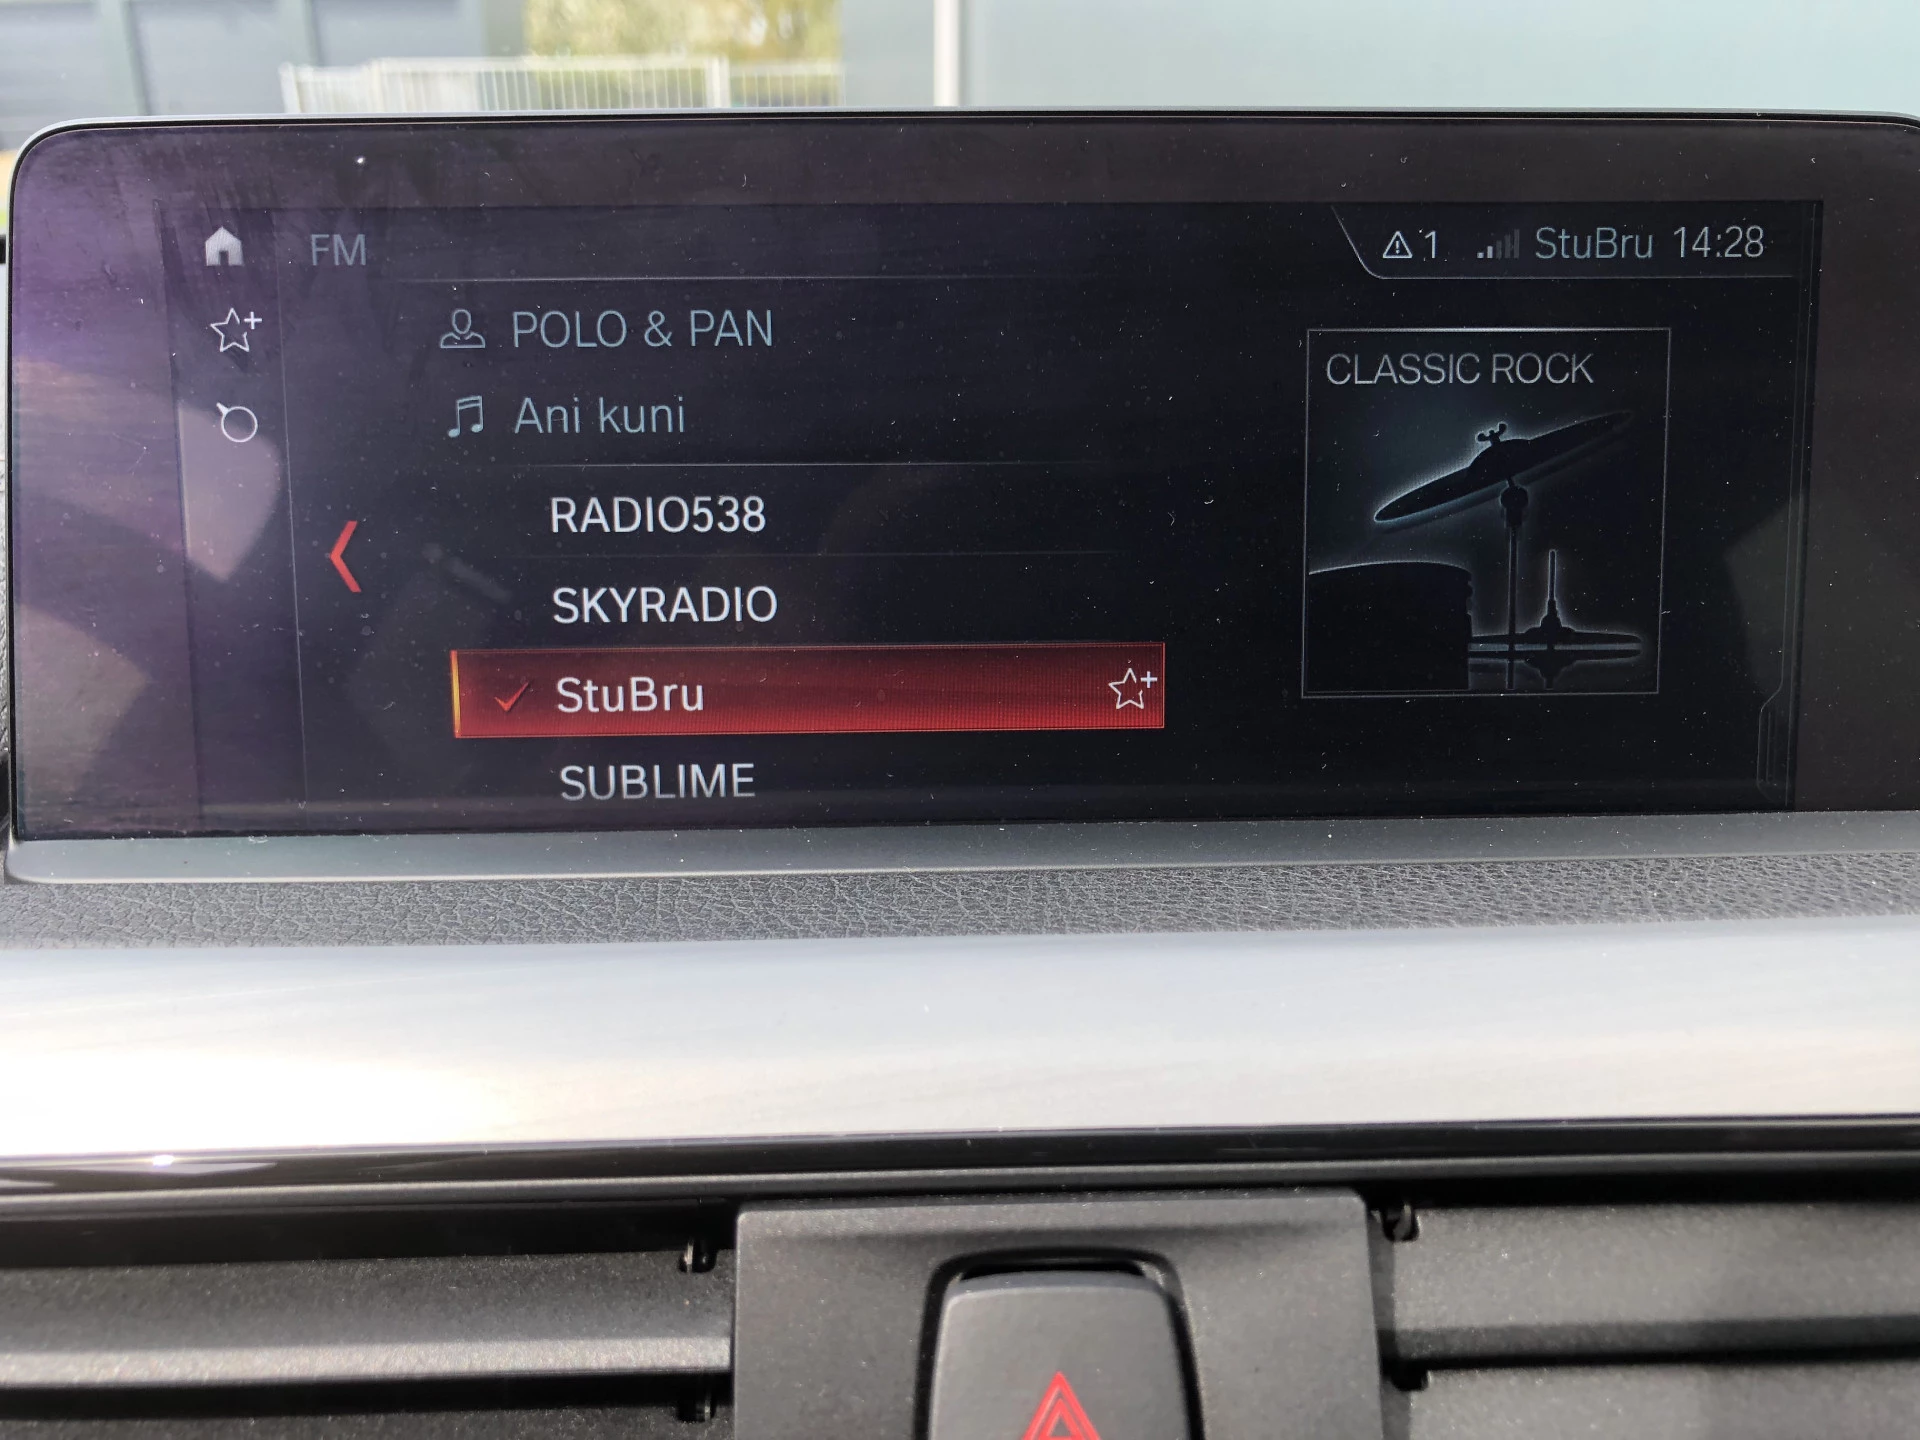 FM
1 StuBru 14:28
POLO & PAN
Ani kuni
CLASSIC ROCK
RADIO538
SKYRADIO
StuBru
SUBLIME